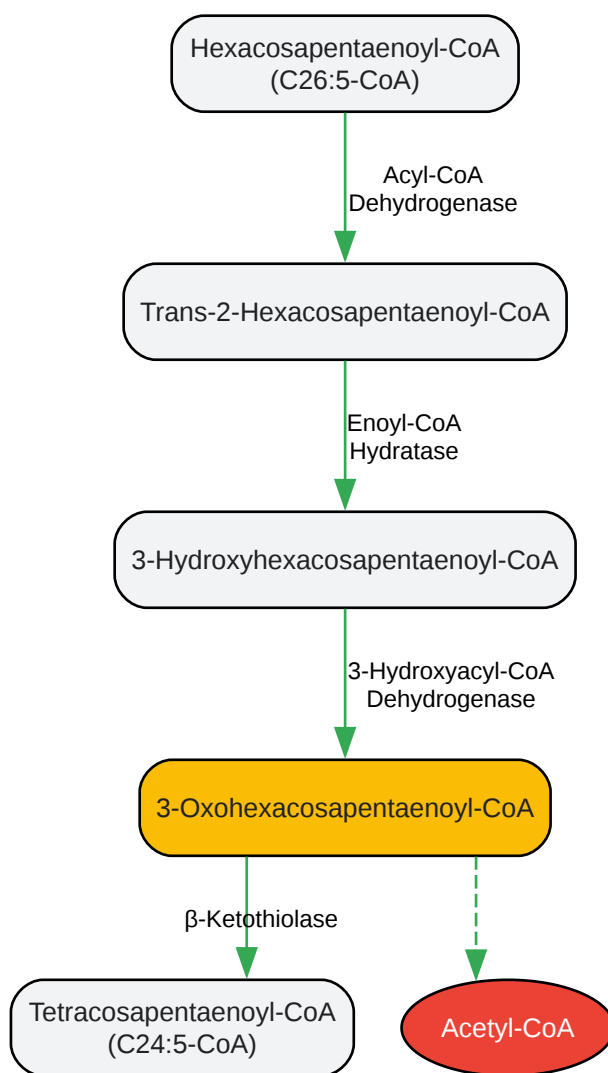 Hexacosapentaenoyl-CoA
(C26:5-CoA)
Acyl-CoA
Dehydrogenase
Trans-2-Hexacosapentaenoyl-CoA
Enoyl-CoA
Hydratase
3-Hydroxyhexacosapentaenoyl-CoA
3-Hydroxyacyl-CoA
Dehydrogenase
3-Oxohexacosapentaenoyl-CoA
β-Ketothiolase
Tetracosapentaenoyl-CoA
(C24:5-CoA)
Acetyl-CoA